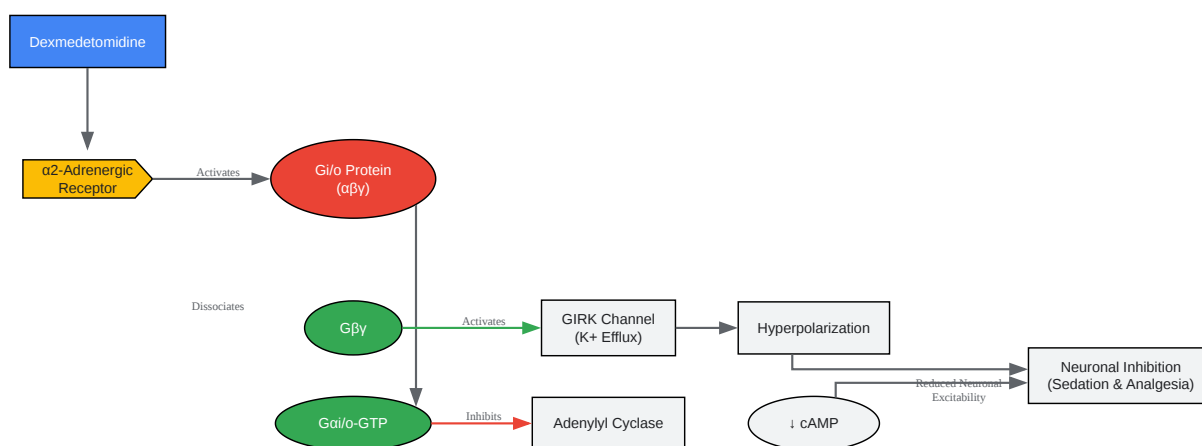 Dexmedetomidine
α2-Adrenergic
Receptor
Activates
Gi/o Protein
(αβγ)
Dissociates
Gβγ
Activates
GIRK Channel
(K+ Efflux)
Hyperpolarization
Neuronal Inhibition
(Sedation & Analgesia)
Reduced Neuronal
Excitability
Gαi/o-GTP
Inhibits
Adenylyl Cyclase
↓ cAMP